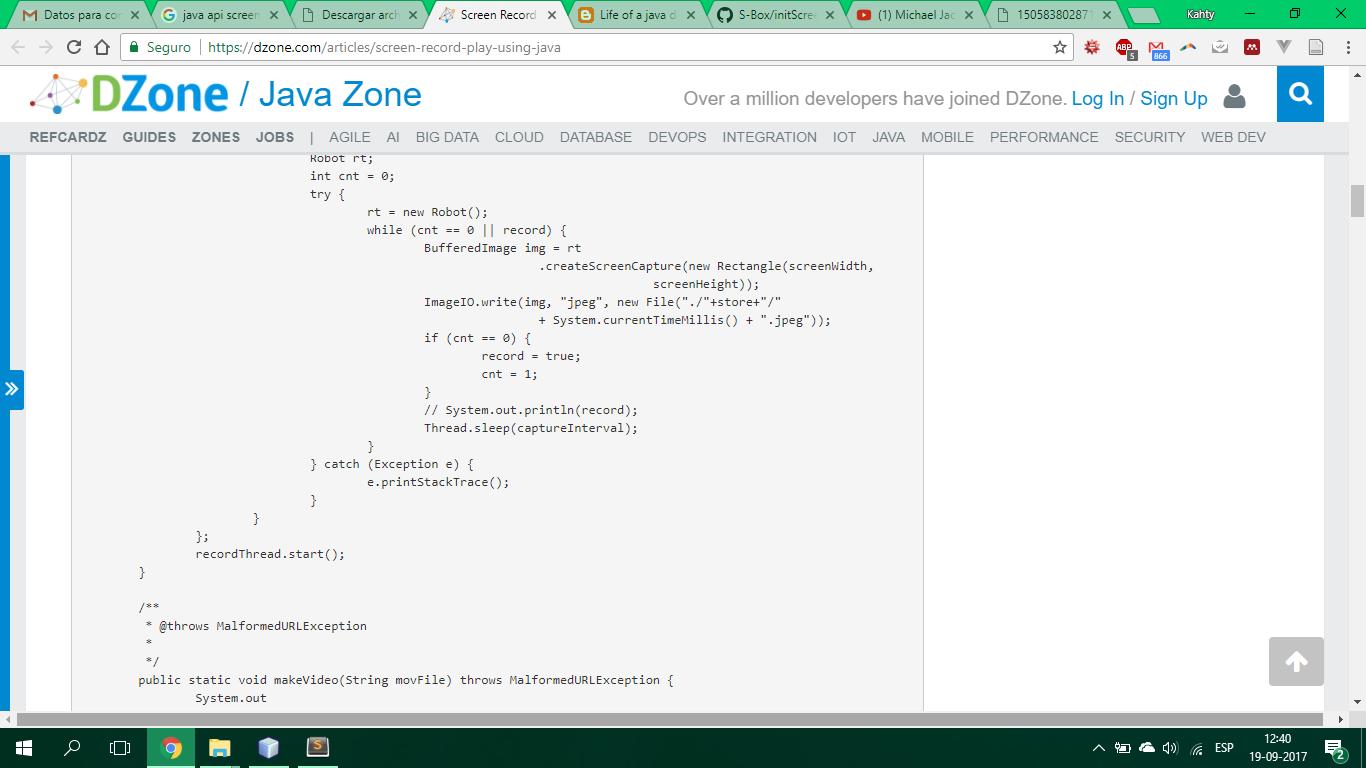 Datos para cor
java api screen
Descargar arch
Screen Record
Life of a java d
S-Box/initScree
(1) Michael Jac
150583802871
Kahty
Seguro
https://dzone.com/articles/screen-record-play-using-java
ABP
5
866
DZone / Java Zone
Over a million developers have joined DZone. Log In / Sign Up
REFCARDZ GUIDES ZONES JOBS | AGILE AI BIG DATA CLOUD DATABASE DEVOPS INTEGRATION IOT JAVA MOBILE PERFORMANCE SECURITY WEB DEV
Robot rt;
int cnt = 0;
try {
rt = new Robot();
while (cnt == 0 || record) {
BufferedImage img = rt
.createScreenCapture(new Rectangle(screenWidth,
screenHeight));
ImageIO.write(img, "jpeg", new File("./"+store+"/"
+ System.currentTimeMillis() + ".jpeg"));
if (cnt == 0) {
record = true;
cnt = 1;
}
// System.out.println(record);
Thread.sleep(captureInterval);
}
} catch (Exception e) {
e.printStackTrace();
}
}
};
recordThread.start();
}
/**
* @throws MalformedURLException
*
*/
public static void makeVideo(String movFile) throws MalformedURLException {
System.out
ESP
12:40
19-09-2017
2